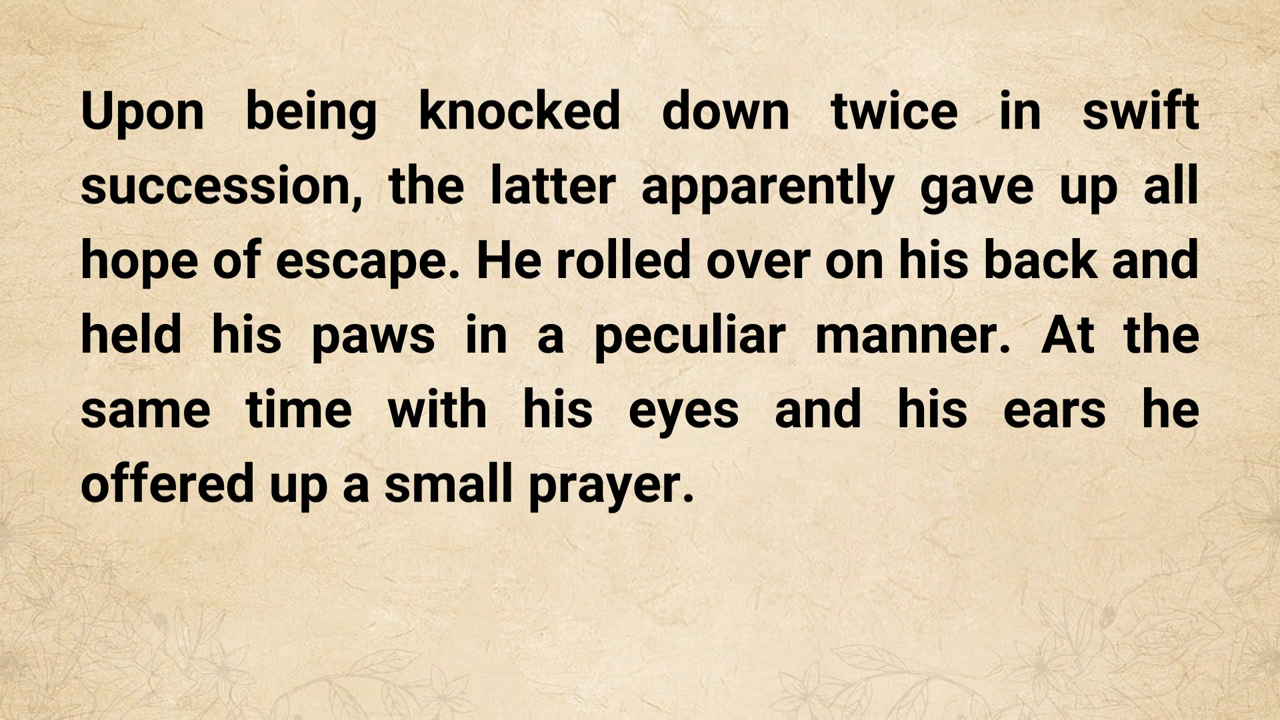 Upon being knocked down twice in swift
succession, the latter apparently gave up all
hope of escape. He rolled over on his back and
held his paws in a peculiar manner. At the
same time with his eyes and his ears he
offered up a small prayer.